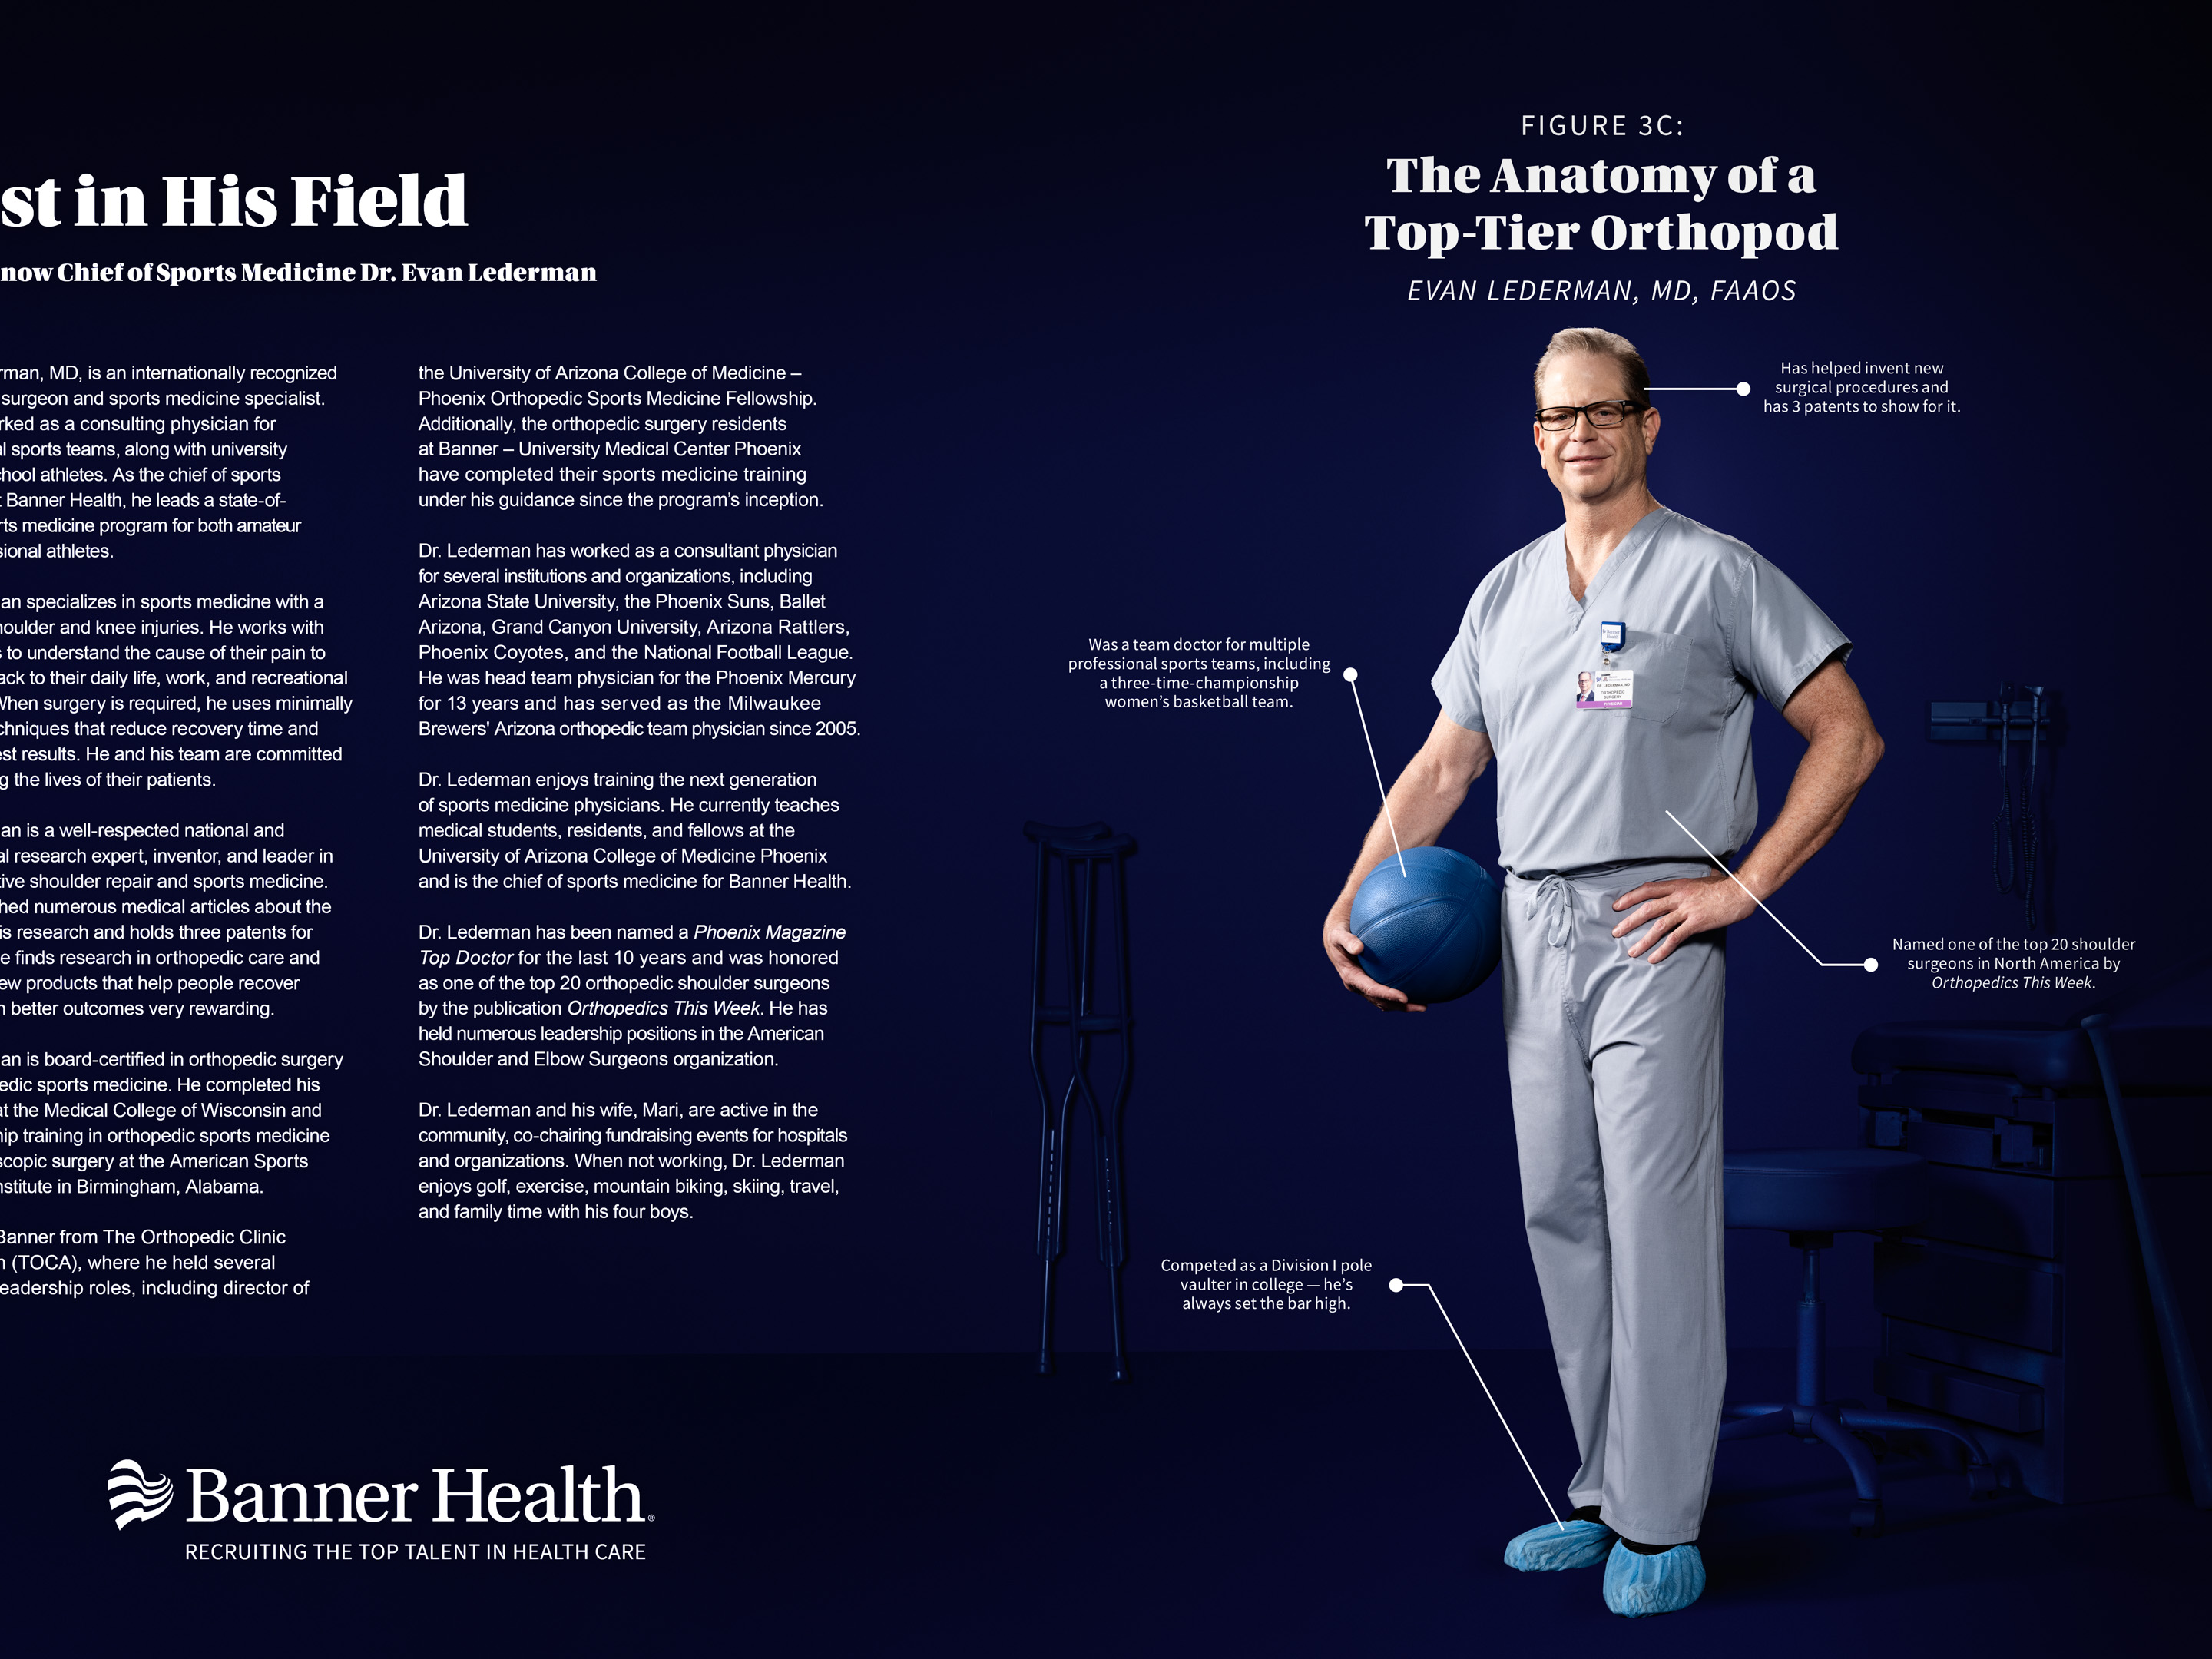 st in His Field
now Chief of Sports Medicine Dr. Evan Lederman
rman, MD, is an internationally recognized
surgeon and sports medicine specialist.
rked as a consulting physician for
al sports teams, along with university
chool athletes. As the chief of sports
t Banner Health, he leads a state-of-
rts medicine program for both amateur
sional athletes.
an specializes in sports medicine with a
houlder and knee injuries. He works with
s to understand the cause of their pain to
ack to their daily life, work, and recreational
When surgery is required, he uses minimally
chniques that reduce recovery time and
est results. He and his team are committed
g the lives of their patients.
an is a well-respected national and
al research expert, inventor, and leader in
tive shoulder repair and sports medicine.
hed numerous medical articles about the
is research and holds three patents for
e finds research in orthopedic care and
ew products that help people recover
h better outcomes very rewarding.
an is board-certified in orthopedic surgery
edic sports medicine. He completed his
at the Medical College of Wisconsin and
hip training in orthopedic sports medicine
scopic surgery at the American Sports
nstitute in Birmingham, Alabama.
Banner from The Orthopedic Clinic
n (TOCA), where he held several
eadership roles, including director of
the University of Arizona College of Medicine –
Phoenix Orthopedic Sports Medicine Fellowship.
Additionally, the orthopedic surgery residents
at Banner – University Medical Center Phoenix
have completed their sports medicine training
under his guidance since the program's inception.
Dr. Lederman has worked as a consultant physician
for several institutions and organizations, including
Arizona State University, the Phoenix Suns, Ballet
Arizona, Grand Canyon University, Arizona Rattlers,
Phoenix Coyotes, and the National Football League.
He was head team physician for the Phoenix Mercury
for 13 years and has served as the Milwaukee
Brewers' Arizona orthopedic team physician since 2005.
Dr. Lederman enjoys training the next generation
of sports medicine physicians. He currently teaches
medical students, residents, and fellows at the
University of Arizona College of Medicine Phoenix
and is the chief of sports medicine for Banner Health.
Dr. Lederman has been named a Phoenix Magazine
Top Doctor for the last 10 years and was honored
as one of the top 20 orthopedic shoulder surgeons
by the publication Orthopedics This Week. He has
held numerous leadership positions in the American
Shoulder and Elbow Surgeons organization.
Dr. Lederman and his wife, Mari, are active in the
community, co-chairing fundraising events for hospitals
and organizations. When not working, Dr. Lederman
enjoys golf, exercise, mountain biking, skiing, travel,
and family time with his four boys.
Banner Health®
RECRUITING THE TOP TALENT IN HEALTH CARE
FIGURE 3C:
The Anatomy of a
Top-Tier Orthopod
EVAN LEDERMAN, MD, FAAOS
Has helped invent new
surgical procedures and
has 3 patents to show for it.
Was a team doctor for multiple
professional sports teams, including
a three-time-championship
women's basketball team.
Banner
Health
DR. LEDERMAN, MD
ORTHOPEDIC
SURGERY
PHYSICIAN
Named one of the top 20 shoulder
surgeons in North America by
Orthopedics This Week.
Competed as a Division I pole
vaulter in college — he's
always set the bar high.